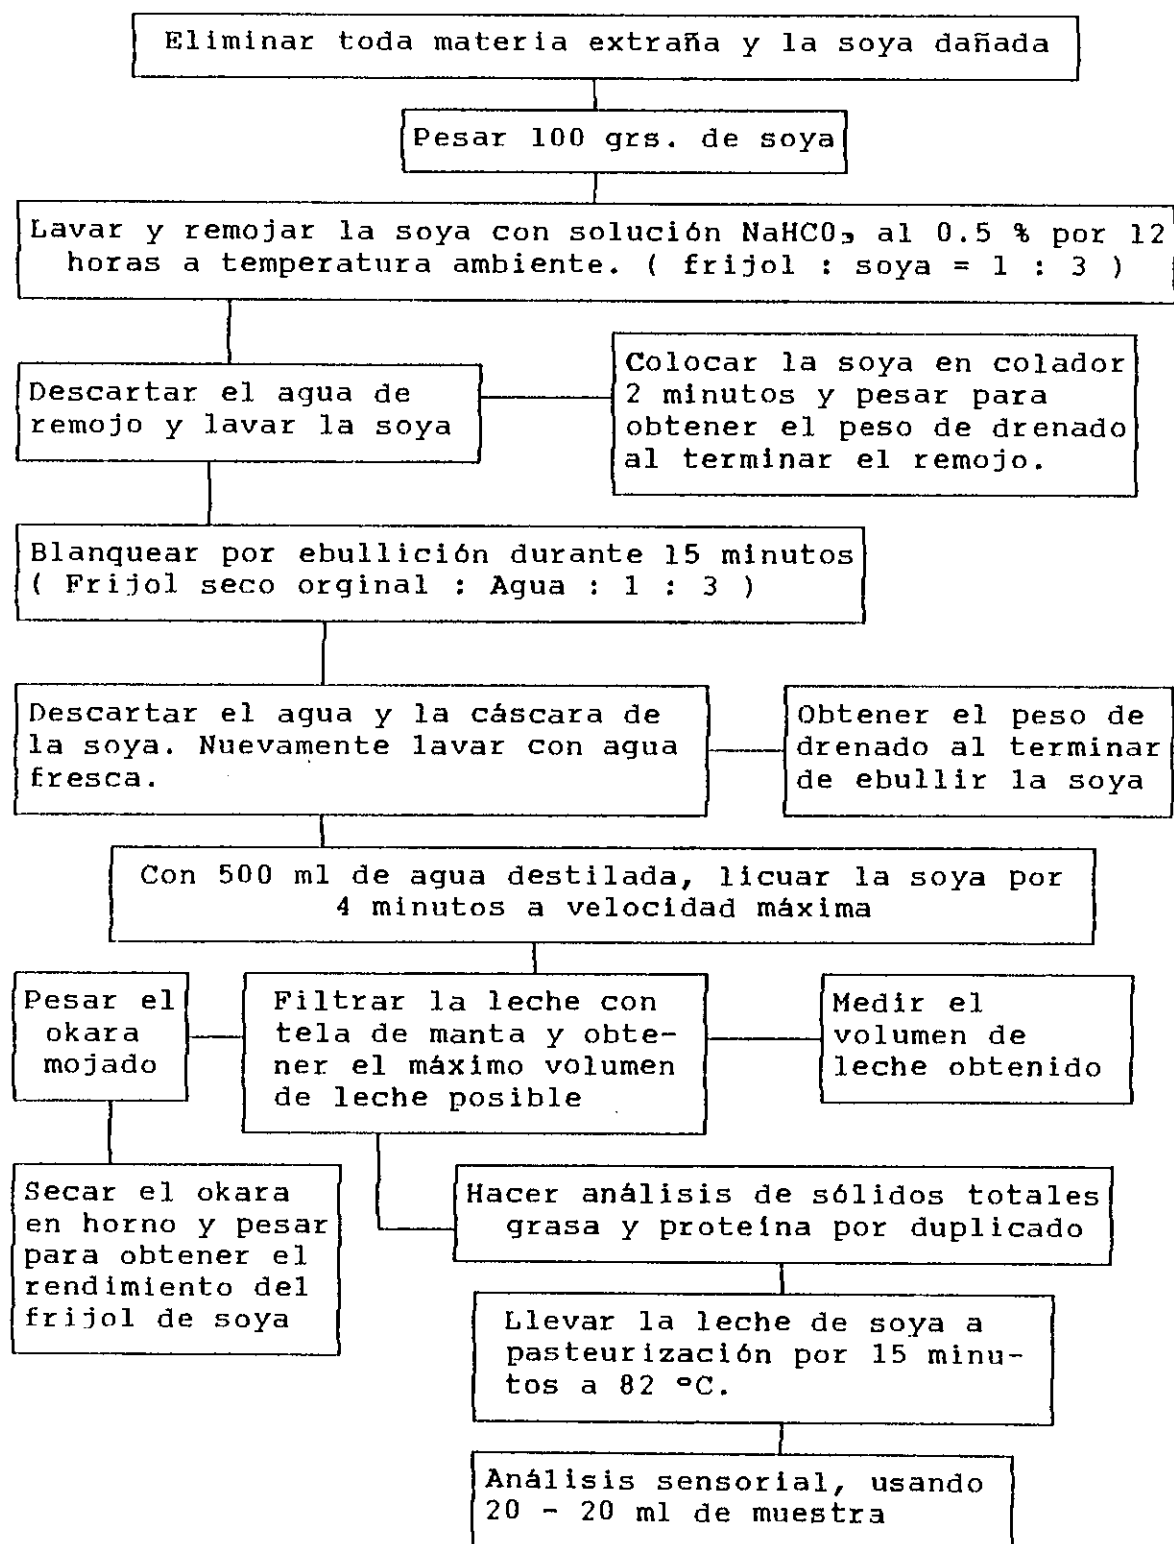 Eliminar toda materia extraña y la soya dañada
Pesar 100 grs. de soya
Lavar y remojar la soya con solución NaHCO₃ al 0.5 % por 12
horas a temperatura ambiente. ( frijol : soya = 1 : 3 )
Descartar el agua de
remojo y lavar la soya
Colocar la soya en colador
2 minutos y pesar para
obtener el peso de drenado
al terminar el remojo.
Blanquear por ebullición durante 15 minutos
( Frijol seco orginal : Agua : 1 : 3 )
Descartar el agua y la cáscara de
la soya. Nuevamente lavar con agua
fresca.
Obtener el peso de
drenado al terminar
de ebullir la soya
Con 500 ml de agua destilada, licuar la soya por
4 minutos a velocidad máxima
Pesar el
okara
mojado
Filtrar la leche con
tela de manta y obte-
ner el máximo volumen
de leche posible
Medir el
volumen de
leche obtenido
Secar el okara
en horno y pesar
para obtener el
rendimiento del
frijol de soya
Hacer análisis de sólidos totales
grasa y proteína por duplicado
Llevar la leche de soya a
pasteurización por 15 minu-
tos a 82 ºC.
Análisis sensorial, usando
20 - 20 ml de muestra